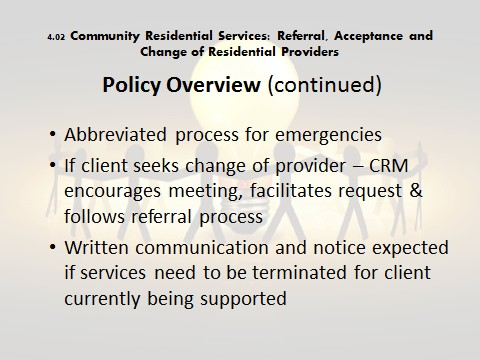 4.02 Community Residential Services: Referral, Acceptance and
Change of Residential Providers
Policy Overview (continued)
• Abbreviated process for emergencies
• If client seeks change of provider – CRM
encourages meeting, facilitates request &
follows referral process
• Written communication and notice expected
if services need to be terminated for client
currently being supported